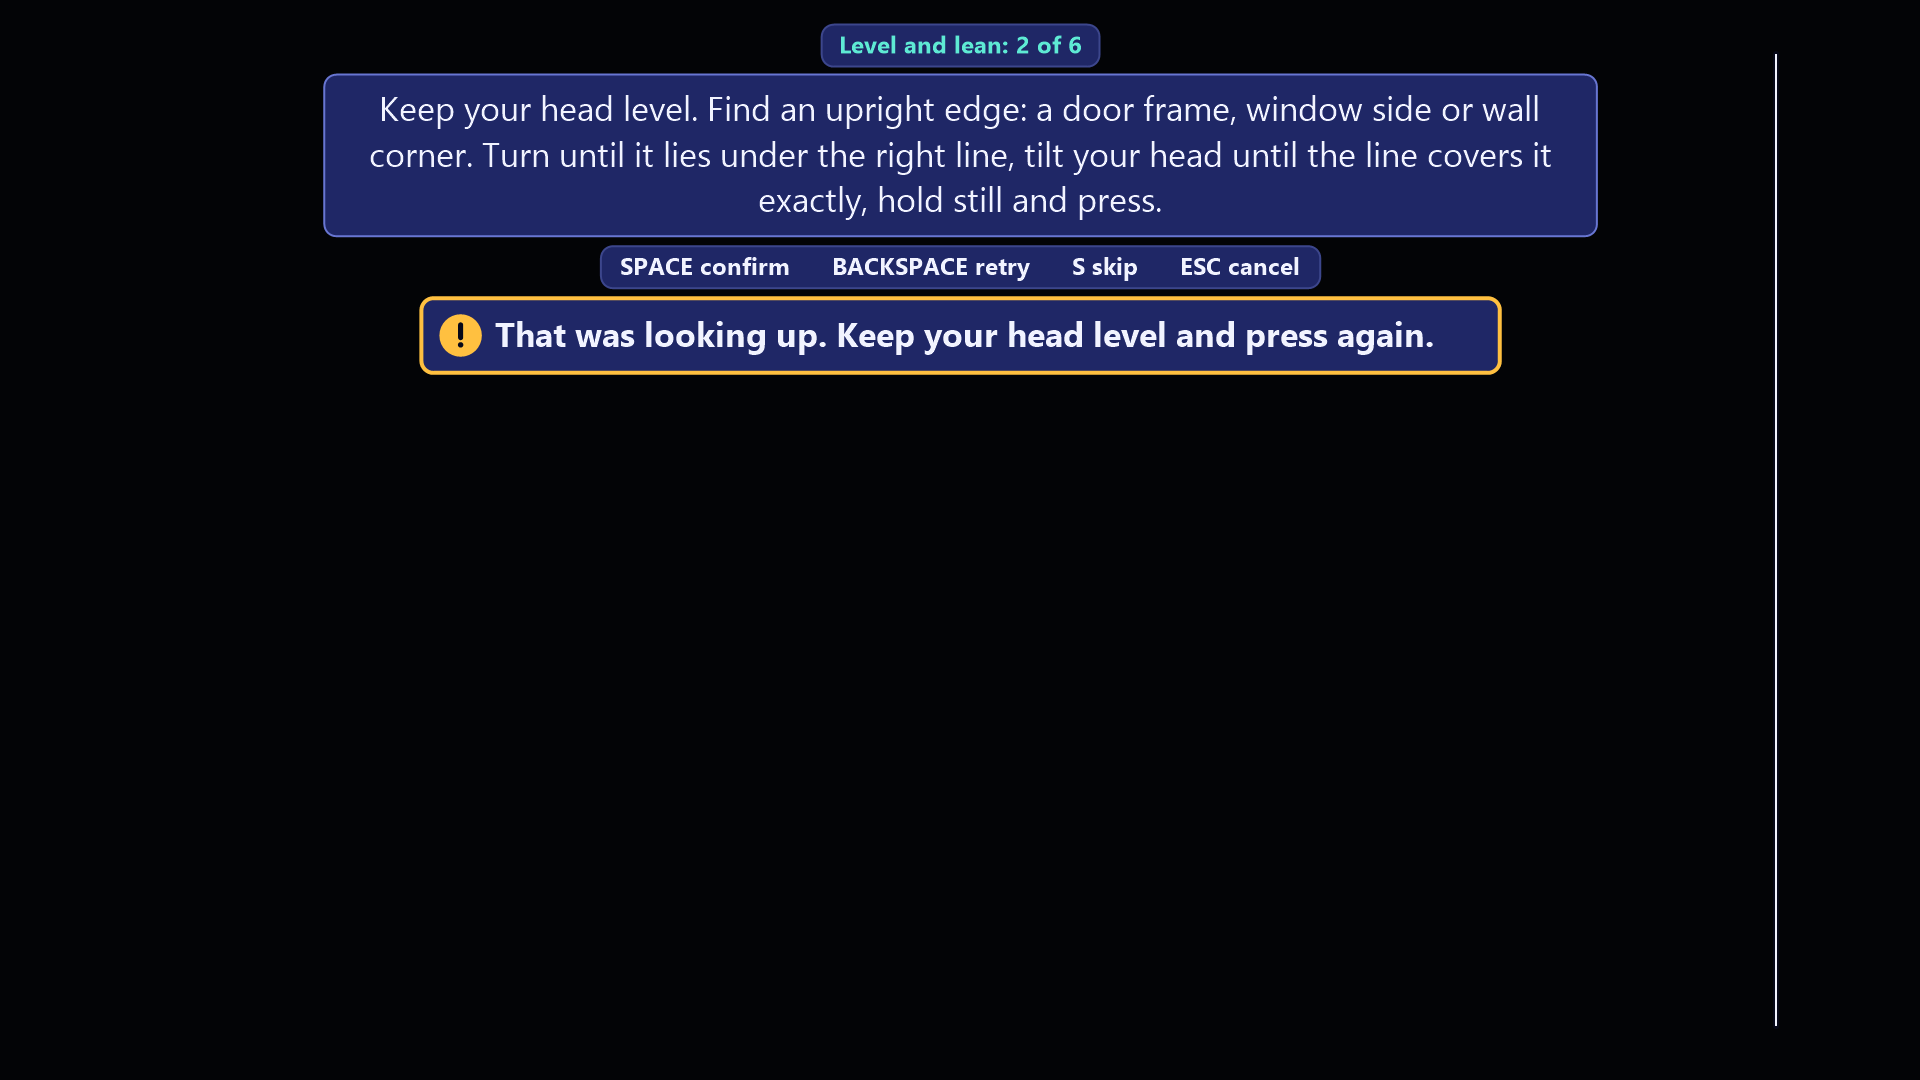 Level and lean: 2 of 6
Keep your head level. Find an upright edge: a door frame, window side or wall
corner. Turn until it lies under the right line, tilt your head until the line covers it
exactly, hold still and press.
SPACE confirm BACKSPACE retry S skip ESC cancel
That was looking up. Keep your head level and press again.